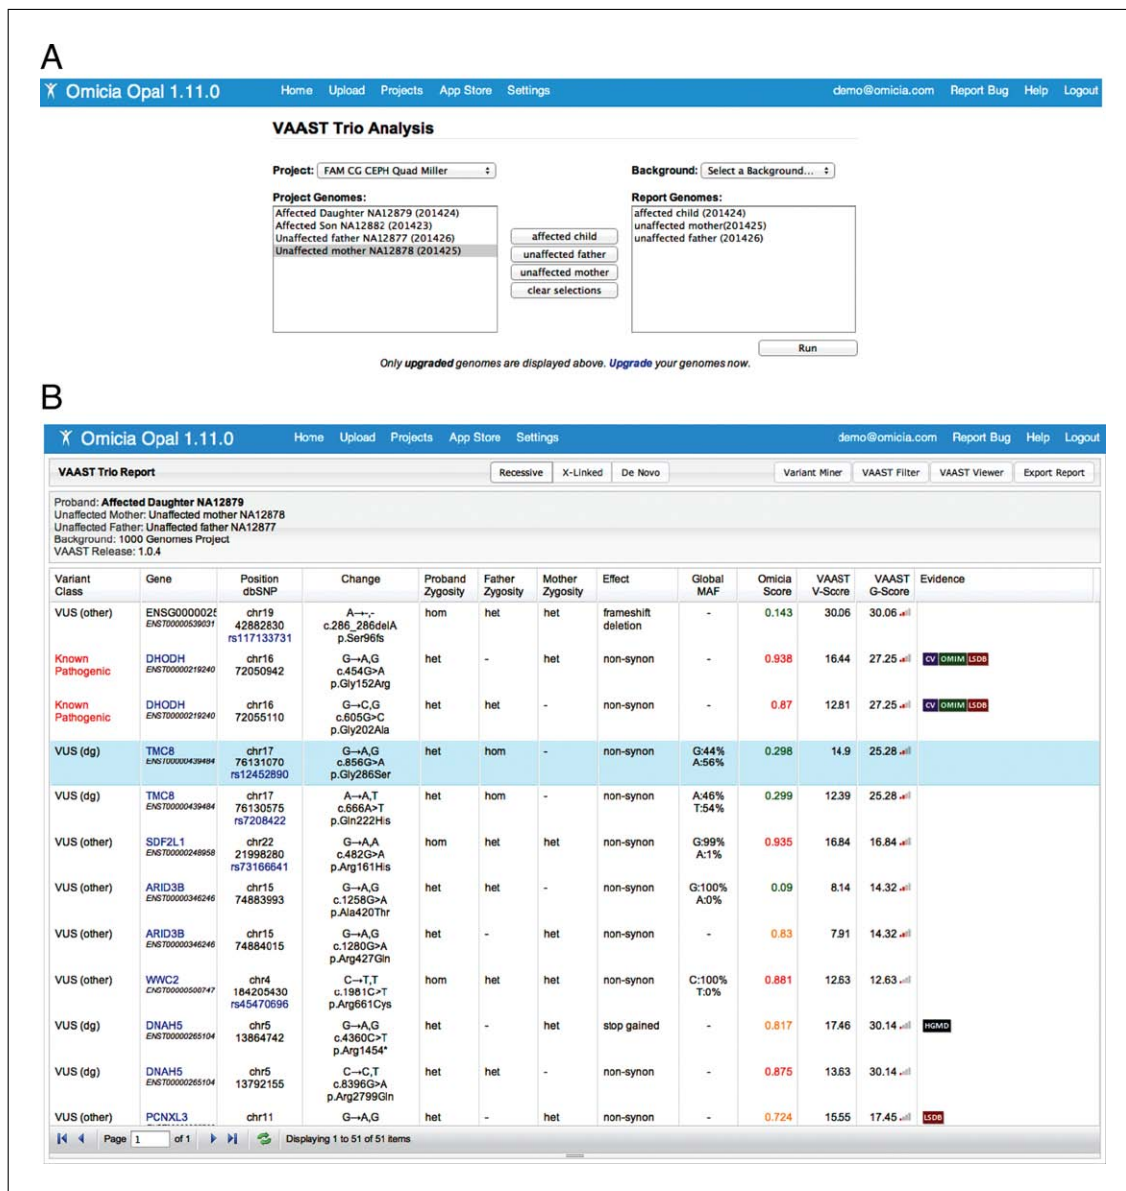 A
Omicia Opal 1.11.0 Home Upload Projects App Store Settings demo@omicia.com Report Bug Help Logout
VAAST Trio Analysis
Project: FAM CG CEPH Quad Miller Background: Select a Background...
Project Genomes: Report Genomes:
Affected Daughter NA12879 (201424) affected child (201424)
Affected Son NA12882 (201423) unaffected mother(201425)
Unaffected father NA12877 (201426) unaffected father (201426)
Unaffected mother NA12878 (201425)
affected child
unaffected father
unaffected mother
clear selections
Run
Only upgraded genomes are displayed above. Upgrade your genomes now.
B
Omicia Opal 1.11.0 Home Upload Projects App Store Settings demo@omicia.com Report Bug Help Logout
VAAST Trio Report Recessive X-Linked De Novo Variant Miner VAAST Filter VAAST Viewer Export Report
Proband: Affected Daughter NA12879
Unaffected Mother: Unaffected mother NA12878
Unaffected Father: Unaffected father NA12877
Background: 1000 Genomes Project
VAAST Release: 1.0.4
Variant Gene Position Change Proband Father Mother Effect Global Omicia VAAST VAAST Evidence
Class dbSNP Zygosity Zygosity Zygosity MAF Score V-Score G-Score
VUS (other) ENSG0000025 chr19 A→-,- hom het het frameshift - 0.143 30.06 30.06
ENST00000539031 42882830 c.286_286delA deletion
rs117133731 p.Ser96fs
Known DHODH chr16 G→A,G het - het non-synon - 0.938 16.44 27.25 CV OMIM LSDB
Pathogenic ENST00000219240 72050942 c.454G>A
p.Gly152Arg
Known DHODH chr16 G→C,G het het - non-synon - 0.87 12.81 27.25 CV OMIM LSDB
Pathogenic ENST00000219240 72055110 c.605G>C
p.Gly202Ala
VUS (dg) TMC8 chr17 G→A,G het hom - non-synon G:44% 0.298 14.9 25.28
ENST00000439484 76131070 c.856G>A A:56%
rs12452890 p.Gly286Ser
VUS (dg) TMC8 chr17 A→A,T het hom - non-synon A:46% 0.299 12.39 25.28
ENST00000439484 76130575 c.666A>T T:54%
rs7208422 p.Gln222His
VUS (other) SDF2L1 chr22 G→A,A hom het het non-synon G:99% 0.935 16.84 16.84
ENST00000248958 21998280 c.482G>A A:1%
rs73166641 p.Arg161His
VUS (other) ARID3B chr15 G→A,G het het - non-synon G:100% 0.09 8.14 14.32
ENST00000346246 74883993 c.1258G>A A:0%
p.Ala420Thr
VUS (other) ARID3B chr15 G→A,G het - het non-synon - 0.83 7.91 14.32
ENST00000346246 74884015 c.1280G>A
p.Arg427Gln
VUS (other) WWC2 chr4 C→T,T hom het het non-synon C:100% 0.881 12.63 12.63
184205430 c.1981C>T T:0%
rs45470696 p.Arg661Cys
VUS (dg) DNAH5 chr5 G→A,G het - het stop gained - 0.817 17.46 30.14 HGMD
ENST00000265104 13864742 c.4360C>T
p.Arg1454*
VUS (dg) DNAH5 chr5 C→C,T het het - non-synon - 0.875 13.63 30.14
ENST00000265104 13792155 c.8396G>A
p.Arg2799Gln
VUS (other) PCNXL3 chr11 G→A,G het - het non-synon - 0.724 15.55 17.45 LSDB
Page 1 of 1 Displaying 1 to 51 of 51 items